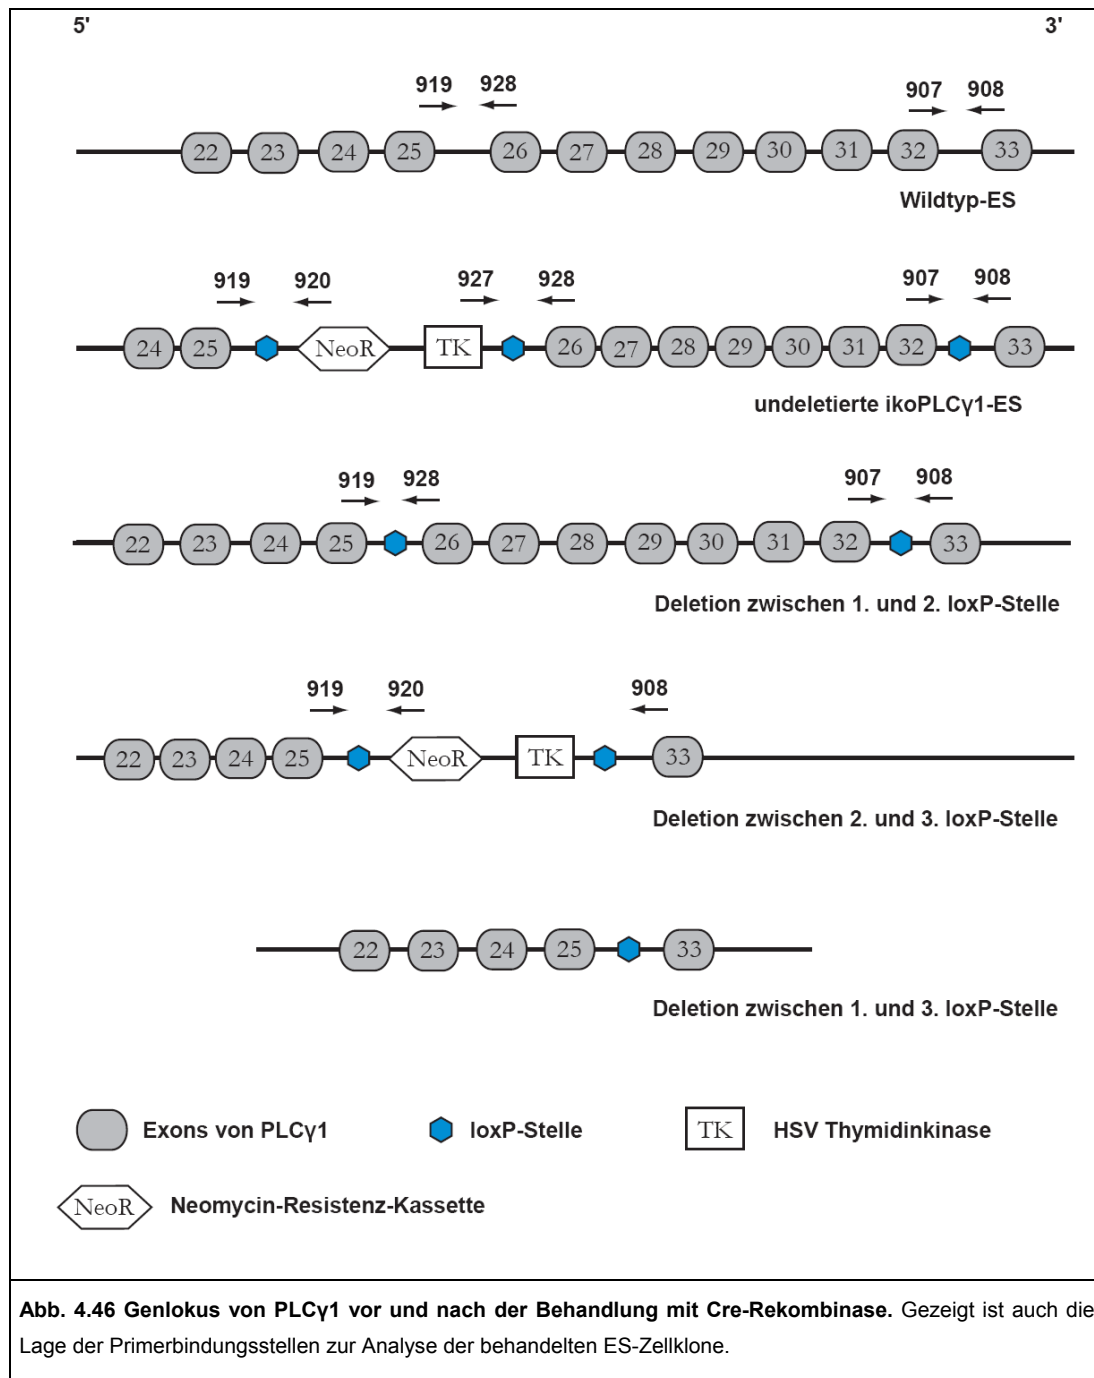 5' 3'
919 928 907 908
22 23 24 25 26 27 28 29 30 31 32 33
Wildtyp-ES
919 920 927 928 907 908
24 25 NeoR TK 26 27 28 29 30 31 32 33
undeletierte ikoPLCγ1-ES
919 928 907 908
22 23 24 25 26 27 28 29 30 31 32 33
Deletion zwischen 1. und 2. loxP-Stelle
919 920 908
22 23 24 25 NeoR TK 33
Deletion zwischen 2. und 3. loxP-Stelle
22 23 24 25 33
Deletion zwischen 1. und 3. loxP-Stelle
Exons von PLCγ1 loxP-Stelle TK HSV Thymidinkinase
NeoR Neomycin-Resistenz-Kassette
Abb. 4.46 Genlokus von PLCγ1 vor und nach der Behandlung mit Cre-Rekombinase. Gezeigt ist auch die
Lage der Primerbindungsstellen zur Analyse der behandelten ES-Zellklone.